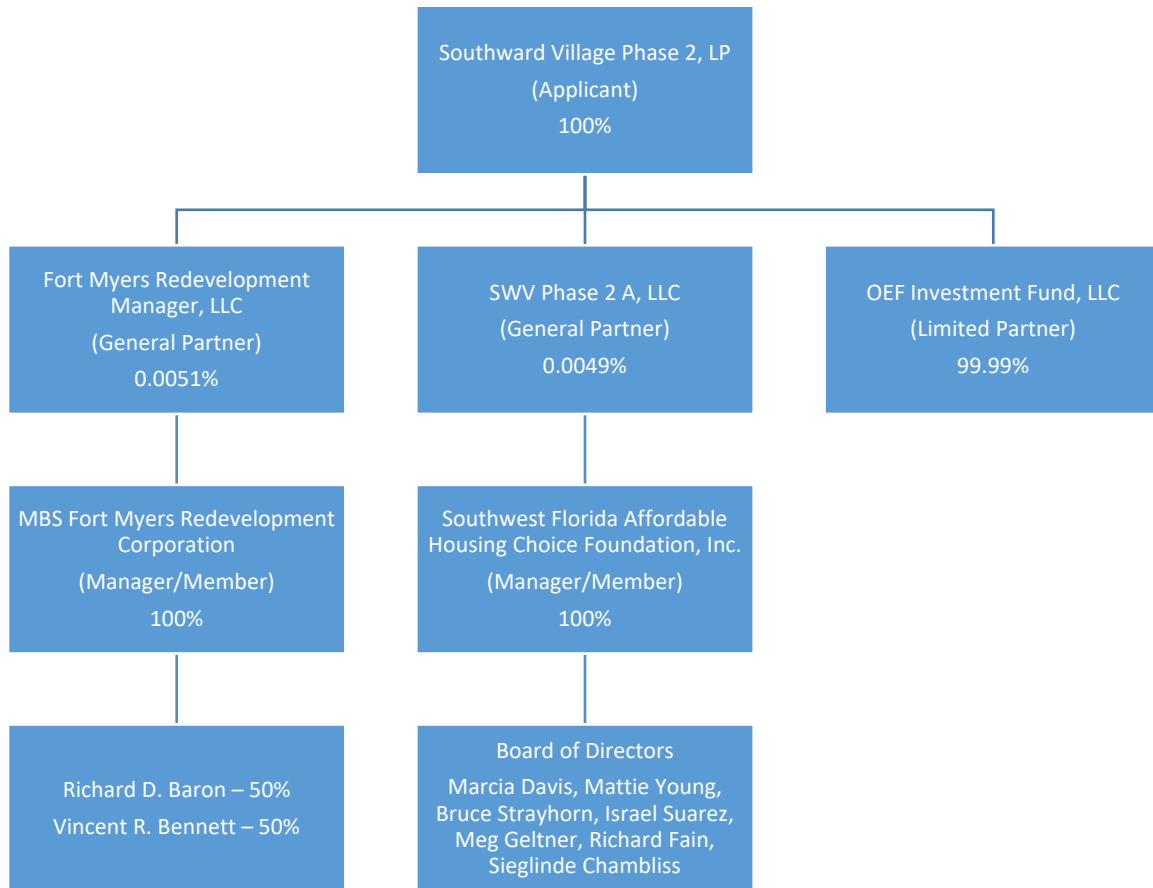 Southward Village Phase 2, LP
(Applicant)
100%
Fort Myers Redevelopment
Manager, LLC
(General Partner)
0.0051%
SWV Phase 2 A, LLC
(General Partner)
0.0049%
OEF Investment Fund, LLC
(Limited Partner)
99.99%
MBS Fort Myers Redevelopment
Corporation
(Manager/Member)
100%
Southwest Florida Affordable
Housing Choice Foundation, Inc.
(Manager/Member)
100%
Richard D. Baron – 50%
Vincent R. Bennett – 50%
Board of Directors
Marcia Davis, Mattie Young,
Bruce Strayhorn, Israel Suarez,
Meg Geltner, Richard Fain,
Sieglinde Chambliss